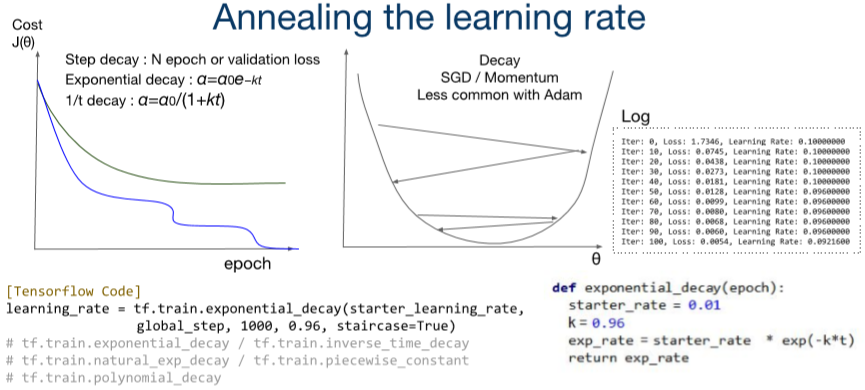 Annealing the learning rate
Cost
J(θ)
Step decay : N epoch or validation loss
Exponential decay : α=α0e-kt
1/t decay : α=α0/(1+kt)
epoch
Decay
SGD / Momentum
Less common with Adam
θ
Log
Iter: 0, Loss: 1.7346, Learning Rate: 0.10000000
Iter: 10, Loss: 0.0745, Learning Rate: 0.10000000
Iter: 20, Loss: 0.0438, Learning Rate: 0.10000000
Iter: 30, Loss: 0.0273, Learning Rate: 0.10000000
Iter: 40, Loss: 0.0181, Learning Rate: 0.10000000
Iter: 50, Loss: 0.0128, Learning Rate: 0.09600000
Iter: 60, Loss: 0.0099, Learning Rate: 0.09600000
Iter: 70, Loss: 0.0080, Learning Rate: 0.09600000
Iter: 80, Loss: 0.0068, Learning Rate: 0.09600000
Iter: 90, Loss: 0.0060, Learning Rate: 0.09600000
Iter: 100, Loss: 0.0054, Learning Rate: 0.0921600
[Tensorflow Code]
learning_rate = tf.train.exponential_decay(starter_learning_rate,
global_step, 1000, 0.96, staircase=True)
# tf.train.exponential_decay / tf.train.inverse_time_decay
# tf.train.natural_exp_decay / tf.train.piecewise_constant
# tf.train.polynomial_decay
def exponential_decay(epoch):
starter_rate = 0.01
k = 0.96
exp_rate = starter_rate * exp(-k*t)
return exp_rate